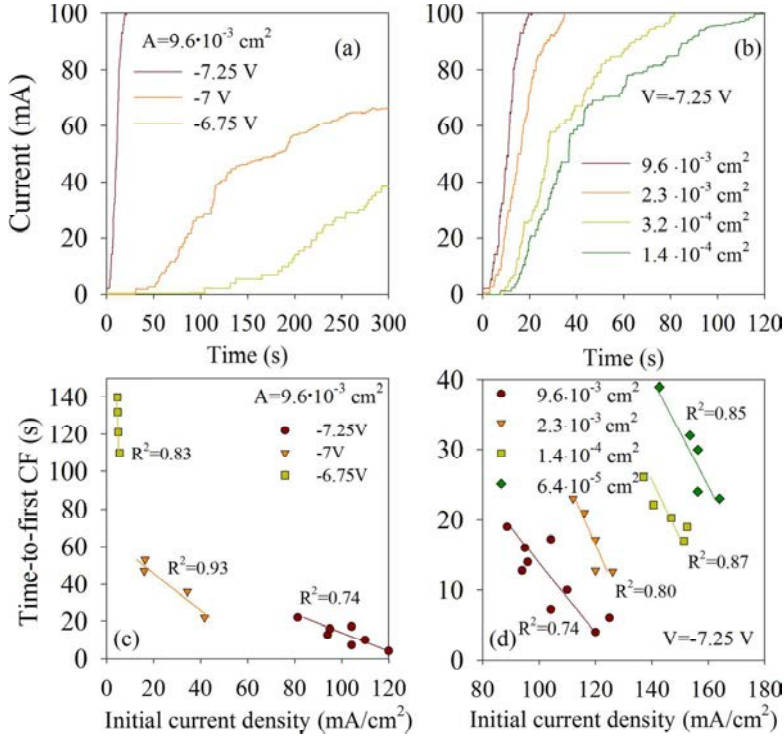 A=9.6•10⁻³ cm²
(a)
-7.25 V
-7 V
-6.75 V
Current (mA)
100
80
60
40
20
0
0 50 100 150 200 250 300
Time (s)
(b)
V=-7.25 V
9.6 ·10⁻³ cm²
2.3 ·10⁻³ cm²
3.2 ·10⁻⁴ cm²
1.4 ·10⁻⁴ cm²
100
80
60
40
20
0
0 20 40 60 80 100 120
Time (s)
A=9.6•10⁻³ cm²
-7.25V
-7V
-6.75V
R²=0.83
R²=0.93
R²=0.74
(c)
Time-to-first CF (s)
140
120
100
80
60
40
20
0
0 20 40 60 80 100 120
Initial current density (mA/cm²)
9.6·10⁻³ cm²
2.3·10⁻³ cm²
1.4·10⁻⁴ cm²
6.4·10⁻⁵ cm²
R²=0.85
R²=0.87
R²=0.80
R²=0.74
(d)
V=-7.25 V
40
30
20
10
0
80 100 120 140 160 180
Initial current density (mA/cm²)